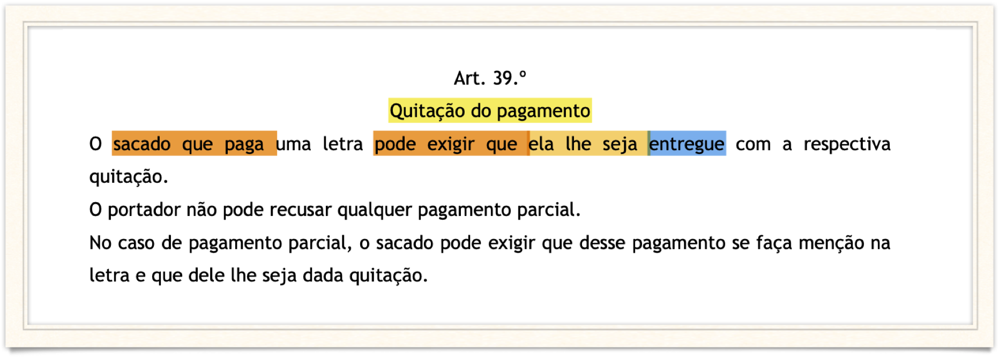 Art. 39.º
Quitação do pagamento
O sacado que paga uma letra pode exigir que ela lhe seja entregue com a respectiva
quitação.
O portador não pode recusar qualquer pagamento parcial.
No caso de pagamento parcial, o sacado pode exigir que desse pagamento se faça menção na
letra e que dele lhe seja dada quitação.